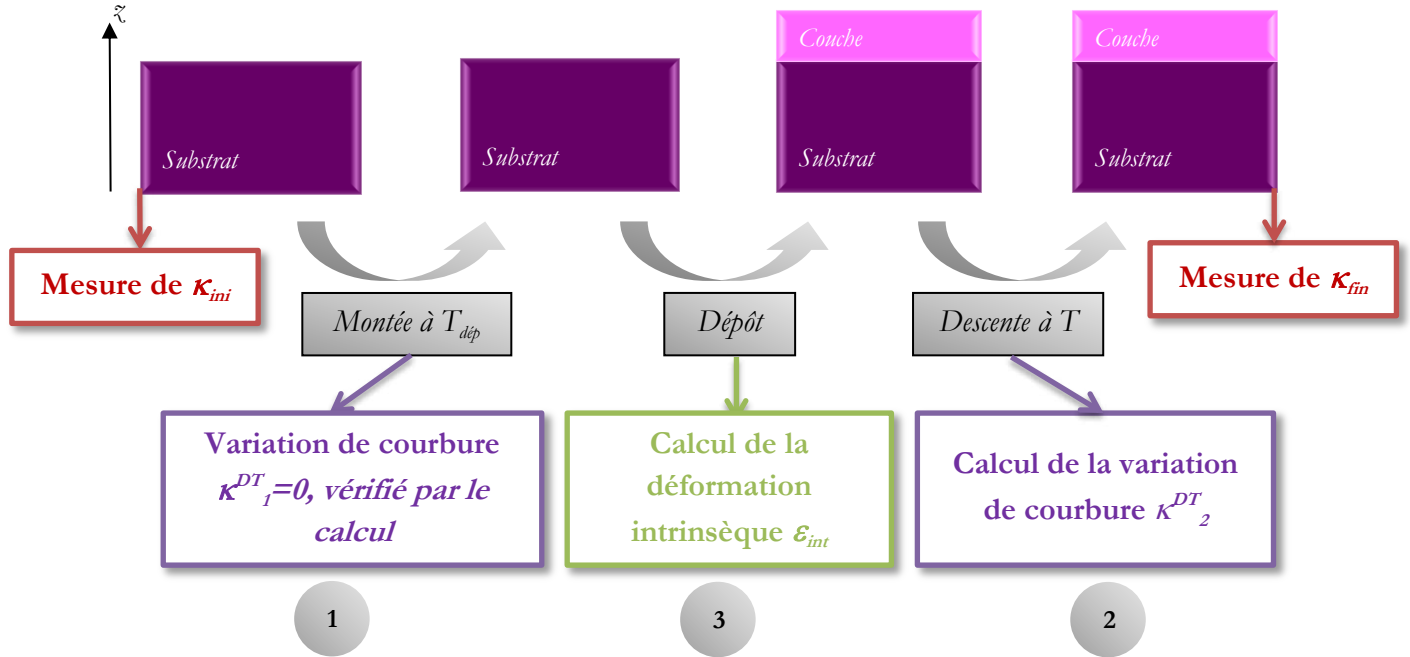 z
Couche
Couche
Substrat
Substrat
Substrat
Substrat
Mesure de κini
Mesure de κfin
Montée à Tdép
Dépôt
Descente à T
Variation de courbure
κDT1=0, vérifié par le
calcul
Calcul de la
déformation
intrinsèque εint
Calcul de la variation
de courbure κDT2
1
3
2